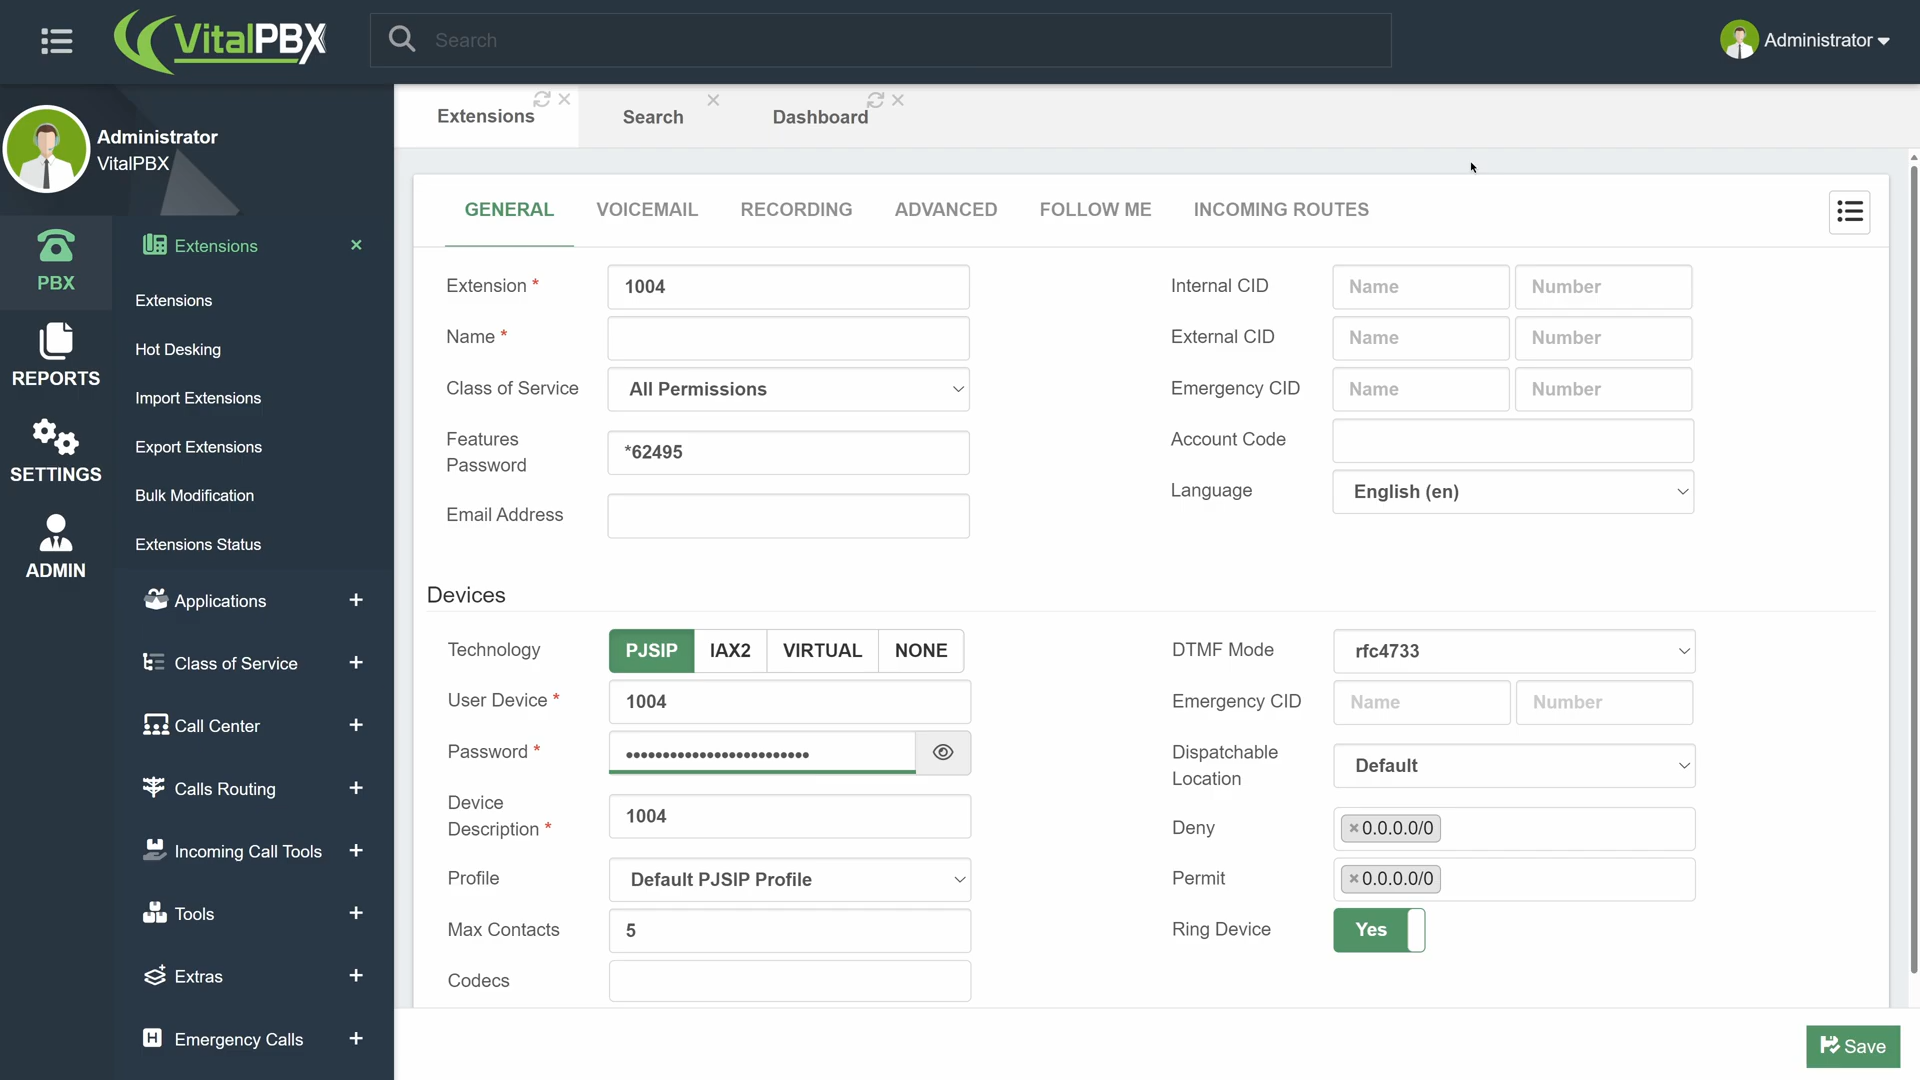 VitalPBX
Search
Administrator
Administrator
VitalPBX
PBX
REPORTS
SETTINGS
ADMIN
Extensions
Extensions
Hot Desking
Import Extensions
Export Extensions
Bulk Modification
Extensions Status
Applications
Class of Service
Call Center
Calls Routing
Incoming Call Tools
Tools
Extras
Emergency Calls
Extensions
Search
Dashboard
GENERAL VOICEMAIL RECORDING ADVANCED FOLLOW ME INCOMING ROUTES
Extension * 1004
Name *
Class of Service All Permissions
Features
Password
*62495
Email Address
Internal CID Name Number
External CID Name Number
Emergency CID Name Number
Account Code
Language English (en)
Devices
Technology PJSIP IAX2 VIRTUAL NONE
User Device * 1004
Password * •••••••••••••••••••••••••
Device
Description *
1004
Profile Default PJSIP Profile
Max Contacts 5
Codecs
DTMF Mode rfc4733
Emergency CID Name Number
Dispatchable
Location
Default
Deny ×0.0.0.0/0
Permit ×0.0.0.0/0
Ring Device Yes
Save